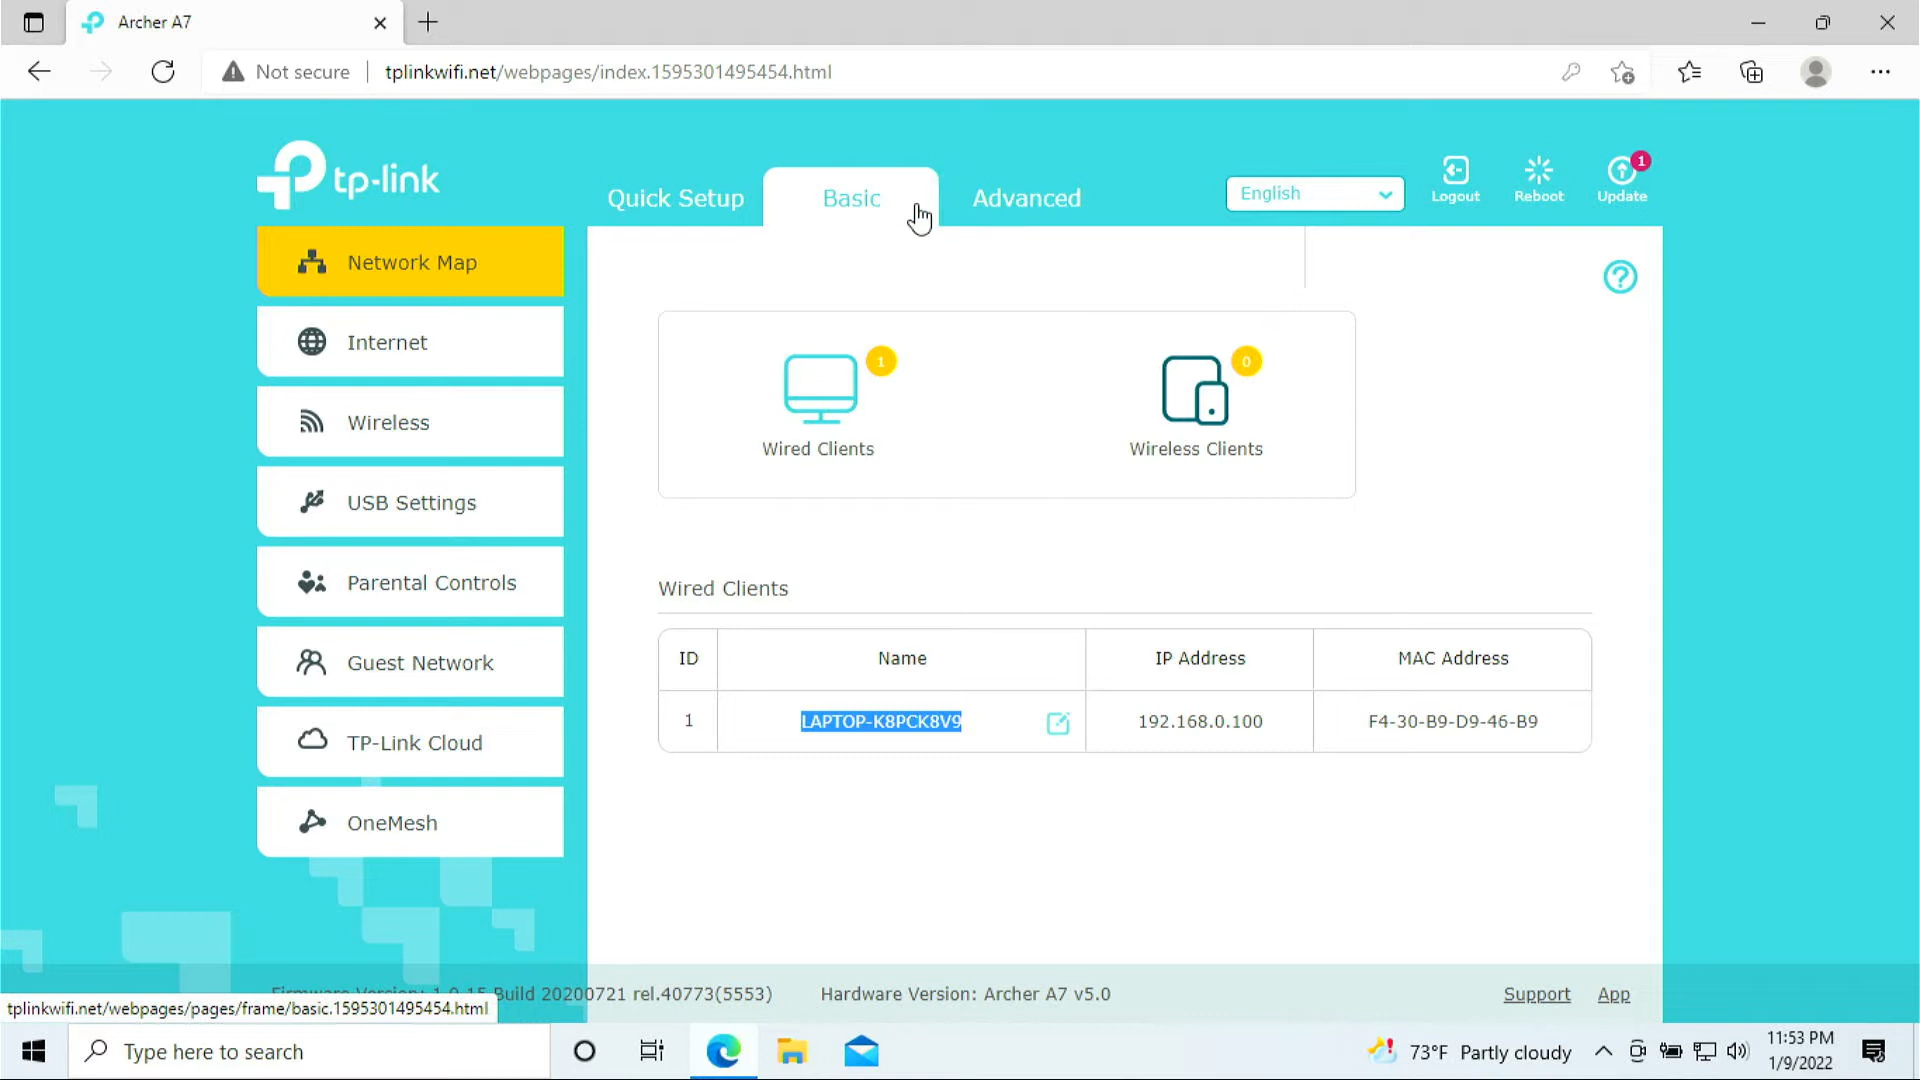 Archer A7
Not secure
tplinkwifi.net/webpages/index.1595301495454.html
tp-link
Quick Setup
Basic
Advanced
English
Logout
Reboot
Update
1
Network Map
Internet
Wireless
USB Settings
Parental Controls
Guest Network
TP-Link Cloud
OneMesh
?
1
Wired Clients
0
Wireless Clients
Wired Clients
ID Name IP Address MAC Address
1 LAPTOP-K8PCK8V9 192.168.0.100 F4-30-B9-D9-46-B9
Firmware Version: 1.0.15 Build 20200721 rel.40773(5553)
Hardware Version: Archer A7 v5.0
Support
App
tplinkwifi.net/webpages/pages/frame/basic.1595301495454.html
Type here to search
73°F Partly cloudy
11:53 PM
1/9/2022